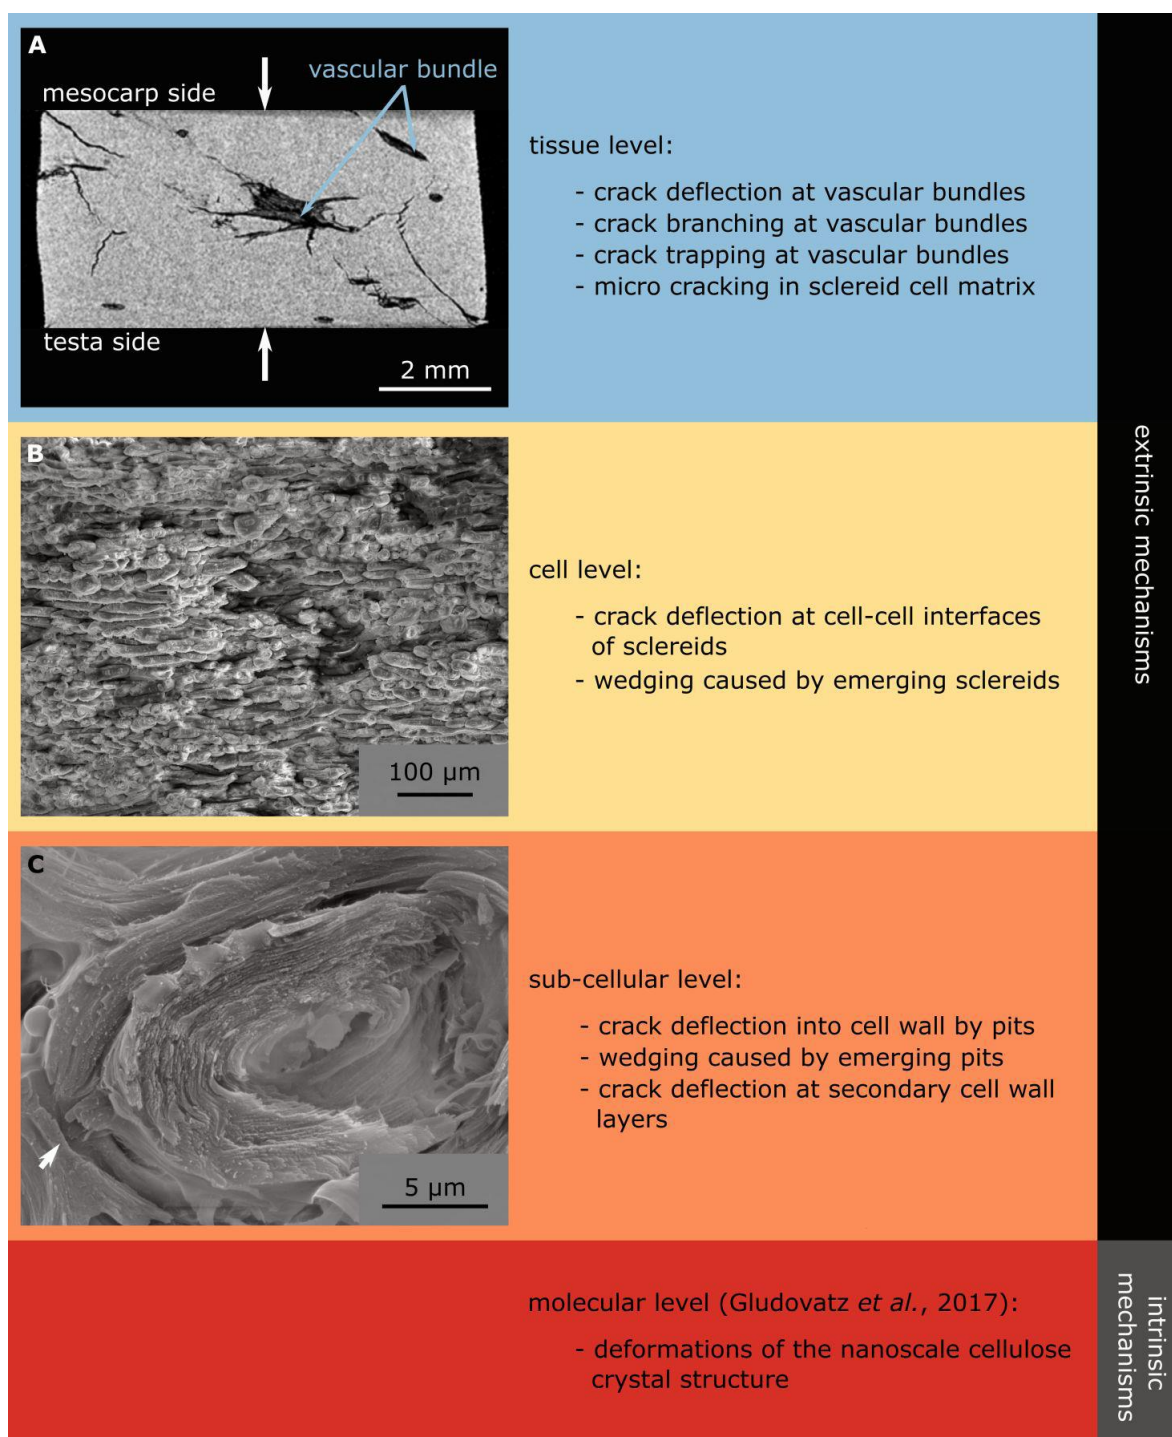 A
vascular bundle
mesocarp side
testa side
2 mm
tissue level:
- crack deflection at vascular bundles
- crack branching at vascular bundles
- crack trapping at vascular bundles
- micro cracking in sclereid cell matrix
B
100 µm
cell level:
- crack deflection at cell-cell interfaces
of sclereids
- wedging caused by emerging sclereids
C
5 µm
sub-cellular level:
- crack deflection into cell wall by pits
- wedging caused by emerging pits
- crack deflection at secondary cell wall
layers
molecular level (Gludovatz et al., 2017):
- deformations of the nanoscale cellulose
crystal structure
extrinsic mechanisms
intrinsic
mechanisms